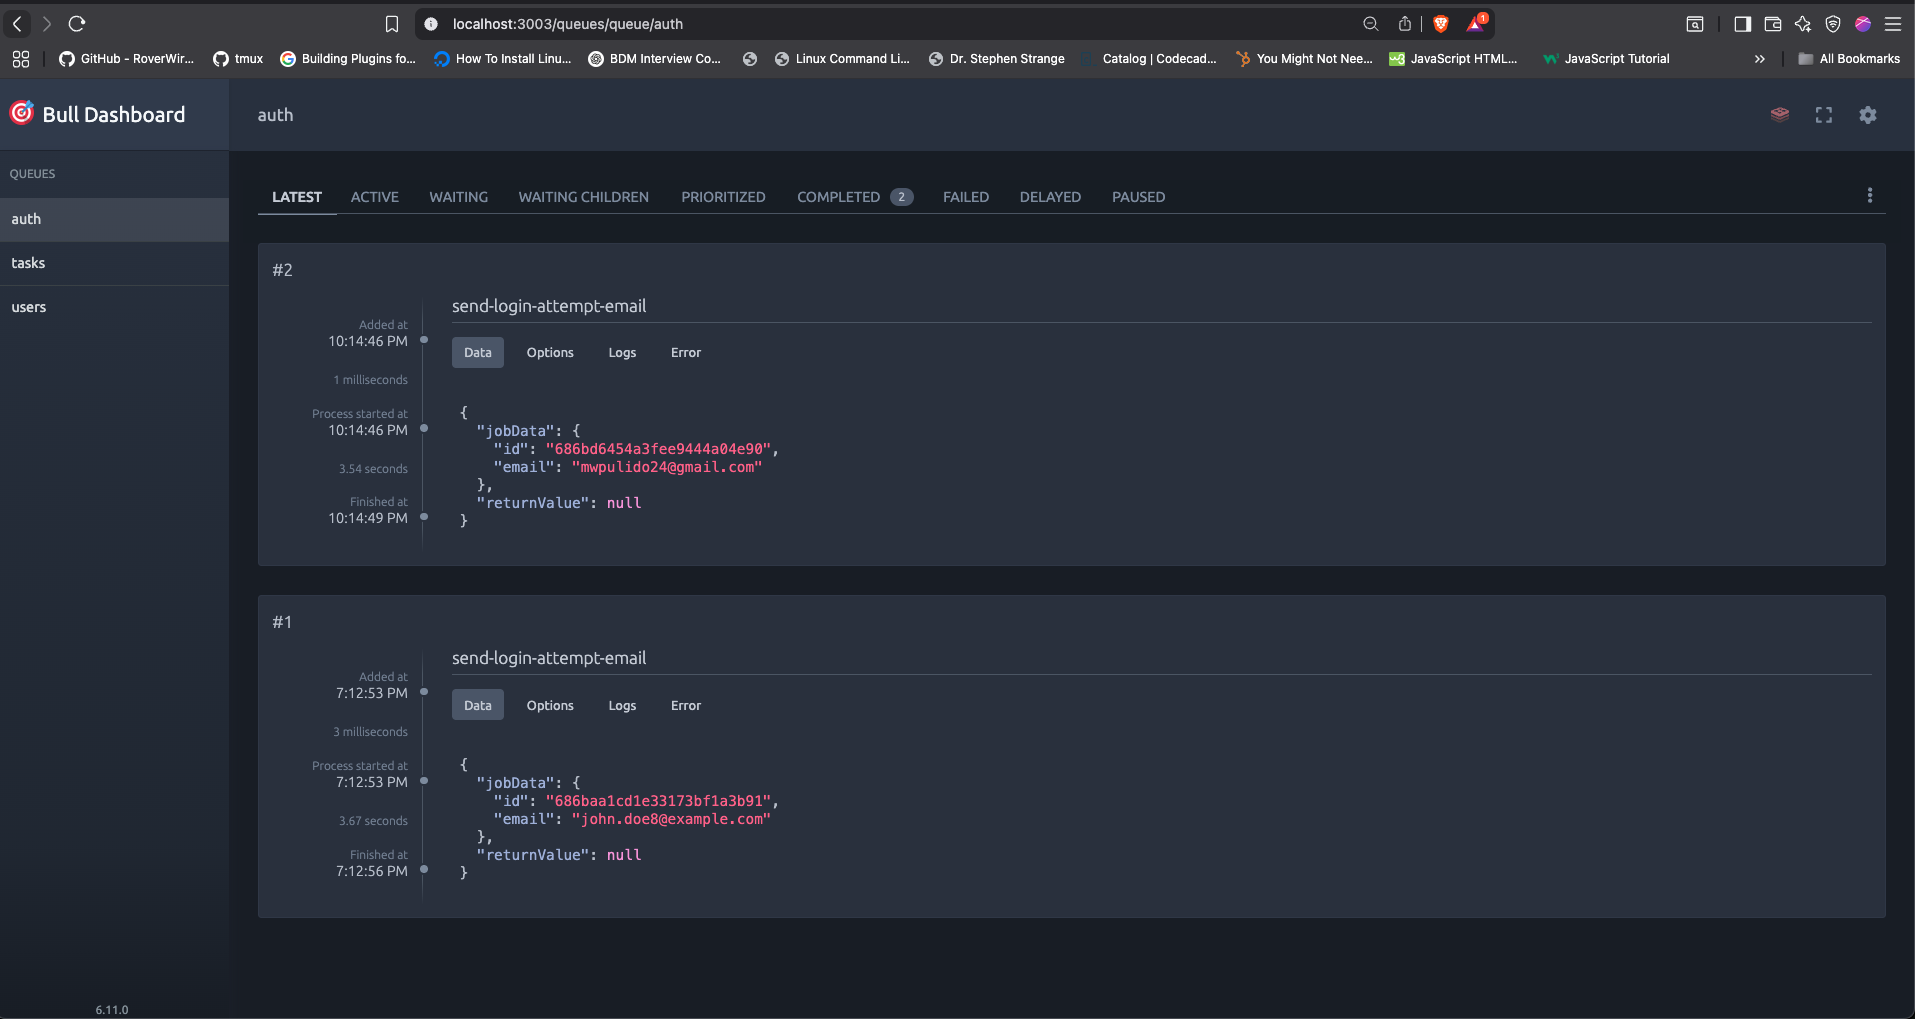 localhost:3003/queues/queue/auth
1
GitHub - RoverWir... tmux Building Plugins fo... How To Install Linu... BDM Interview Co... Linux Command Li... Dr. Stephen Strange Catalog | Codecad... You Might Not Nee... JavaScript HTML... JavaScript Tutorial » All Bookmarks
Bull Dashboard
auth
QUEUES
auth
tasks
users
LATEST ACTIVE WAITING WAITING CHILDREN PRIORITIZED COMPLETED 2 FAILED DELAYED PAUSED
#2
send-login-attempt-email
Added at
10:14:46 PM
1 milliseconds
Process started at
10:14:46 PM
3.54 seconds
Finished at
10:14:49 PM
Data Options Logs Error
{
"jobData": {
"id": "686bd6454a3fee9444a04e90",
"email": "mwpulido24@gmail.com"
},
"returnValue": null
}
#1
send-login-attempt-email
Added at
7:12:53 PM
3 milliseconds
Process started at
7:12:53 PM
3.67 seconds
Finished at
7:12:56 PM
Data Options Logs Error
{
"jobData": {
"id": "686baa1cd1e33173bf1a3b91",
"email": "john.doe8@example.com"
},
"returnValue": null
}
6.11.0